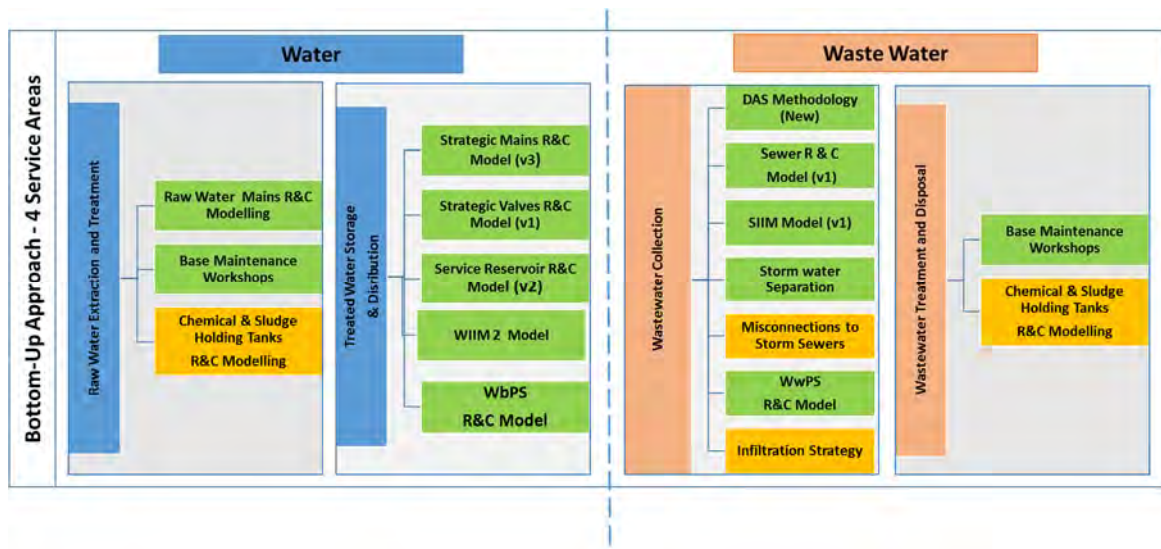 Bottom-Up Approach - 4 Service Areas
Water
Raw Water Extraction and Treatment
Raw Water Mains R&C
Modelling
Base Maintenance
Workshops
Chemical & Sludge
Holding Tanks
R&C Modelling
Treated Water Storage
& Disribution
Strategic Mains R&C
Model (v3)
Strategic Valves R&C
Model (v1)
Service Reservoir R&C
Model (v2)
WIIM 2 Model
WbPS
R&C Model
Waste Water
Wastewater Collection
DAS Methodology
(New)
Sewer R & C
Model (v1)
SIIM Model (v1)
Storm water
Separation
Misconnections to
Storm Sewers
WwPS
R&C Model
Infiltration Strategy
Wastewater Treatment and Disposal
Base Maintenance
Workshops
Chemical & Sludge
Holding Tanks
R&C Modelling